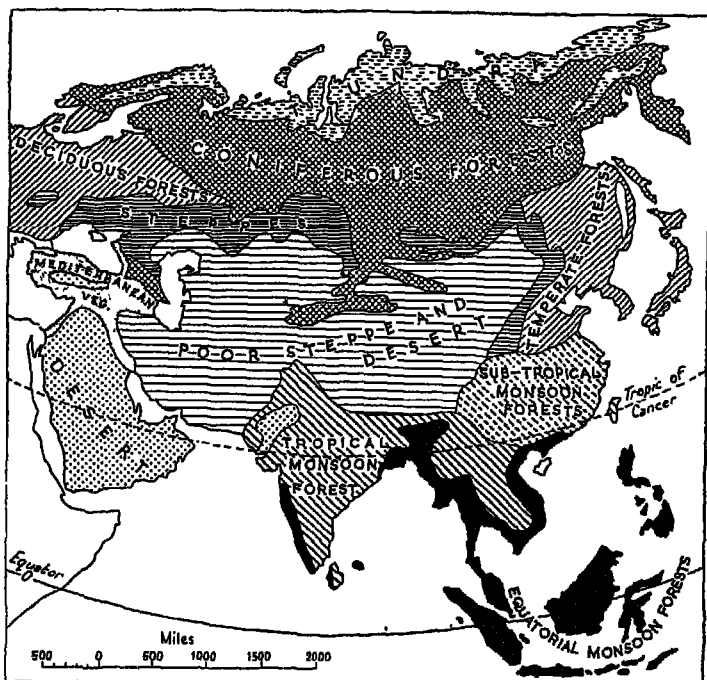 TUNDRA
CONIFEROUS FORESTS
DECIDUOUS FORESTS
STEPPES
TEMPERATE FORESTS
MEDITERRANEAN
VEG.
POOR STEPPE AND
DESERT
DESERT
SUB-TROPICAL
MONSOON
FORESTS
Tropic of
Cancer
TROPICAL
MONSOON
FOREST
Equator
0
EQUATORIAL MONSOON FORESTS
Miles
500 0 500 1000 1500 2000